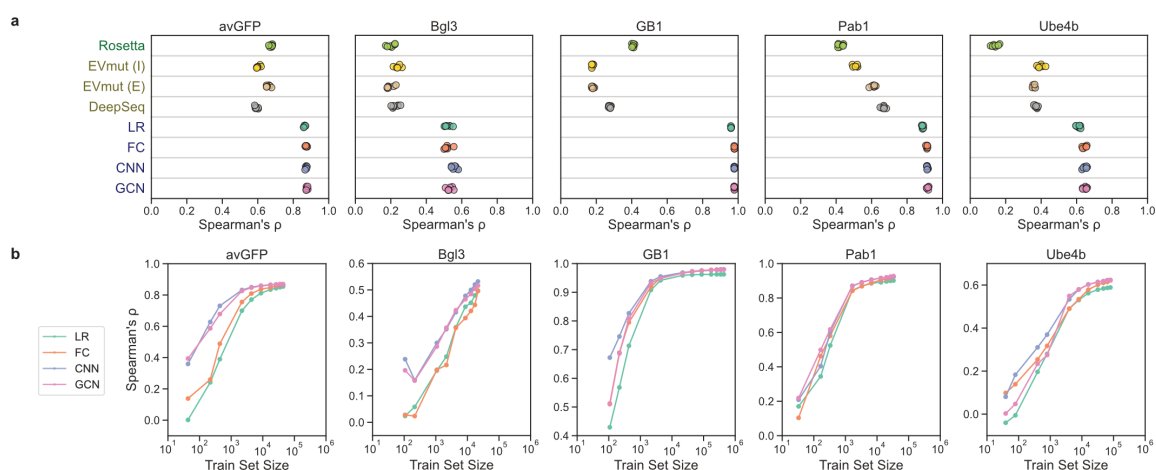 a
avGFP Bgl3 GB1 Pab1 Ube4b
Rosetta
EVmut (I)
EVmut (E)
DeepSeq
LR
FC
CNN
GCN
0.0 0.2 0.4 0.6 0.8 1.0 0.0 0.2 0.4 0.6 0.8 1.0 0.0 0.2 0.4 0.6 0.8 1.0 0.0 0.2 0.4 0.6 0.8 1.0 0.0 0.2 0.4 0.6 0.8 1.0
Spearman's ρ Spearman's ρ Spearman's ρ Spearman's ρ Spearman's ρ
b
avGFP Bgl3 GB1 Pab1 Ube4b
LR
FC
CNN
GCN
Spearman's ρ
1.0
0.8
0.6
0.4
0.2
0.0
0.6
0.5
0.4
0.3
0.2
0.1
0.0
1.0
0.9
0.8
0.7
0.6
0.5
0.4
1.0
0.8
0.6
0.4
0.2
0.0
0.6
0.4
0.2
0.0
10¹ 10² 10³ 10⁴ 10⁵ 10⁶ 10¹ 10² 10³ 10⁴ 10⁵ 10⁶ 10¹ 10² 10³ 10⁴ 10⁵ 10⁶ 10¹ 10² 10³ 10⁴ 10⁵ 10⁶ 10¹ 10² 10³ 10⁴ 10⁵ 10⁶
Train Set Size Train Set Size Train Set Size Train Set Size Train Set Size